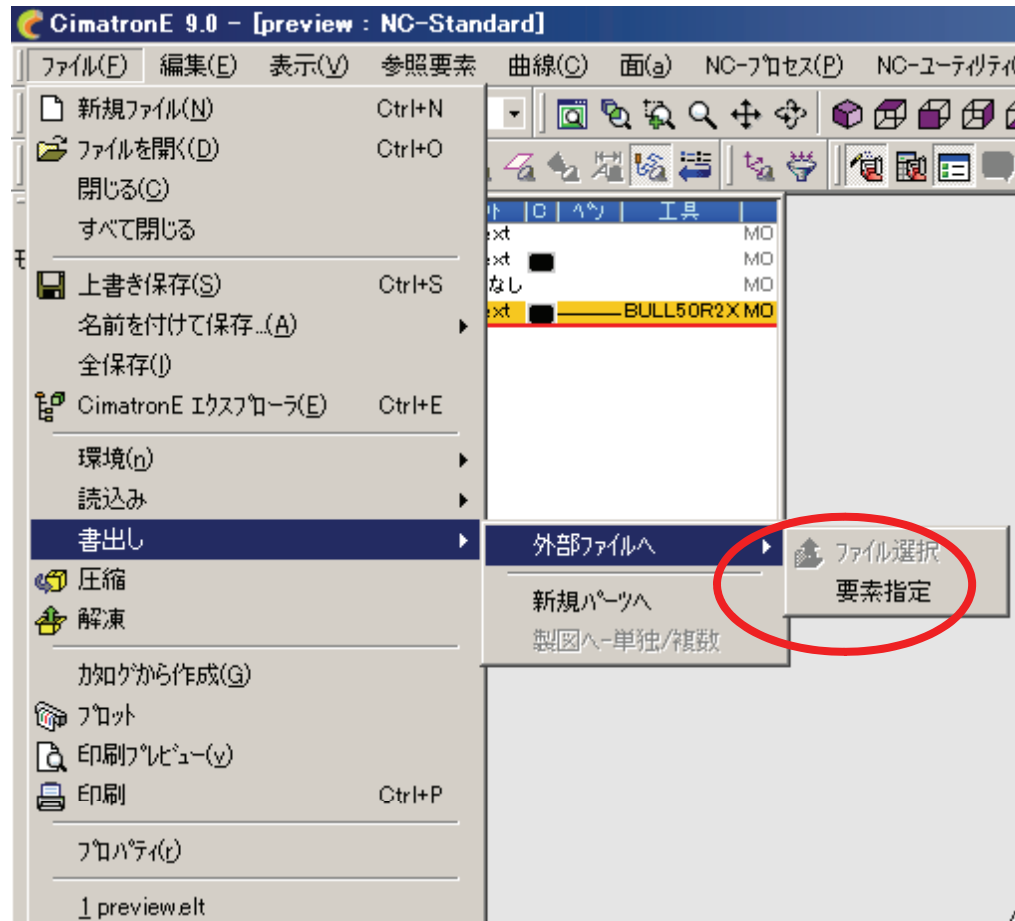 CimatronE 9.0 - [preview : NC-Standard]
ファイル(F) 編集(E) 表示(V) 参照要素 曲線(C) 面(a) NC-プロセス(P) NC-ユーティリティ(
新規ファイル(N) Ctrl+N
ファイルを開く(D) Ctrl+O
閉じる(C)
すべて閉じる
上書き保存(S) Ctrl+S
名前を付けて保存...(A)
全保存(I)
CimatronE エクスプローラ(E) Ctrl+E
環境(n)
読込み
書出し
圧縮
解凍
カタログから作成(G)
プロット
印刷プレビュー(v)
印刷 Ctrl+P
プロパティ(r)
1 preview.elt
ト C ペン 工具
ext MO
ext MO
なし MO
ext BULL50R2X MO
外部ファイルへ
新規パーツへ
製図へ-単独/複数
ファイル選択
要素指定